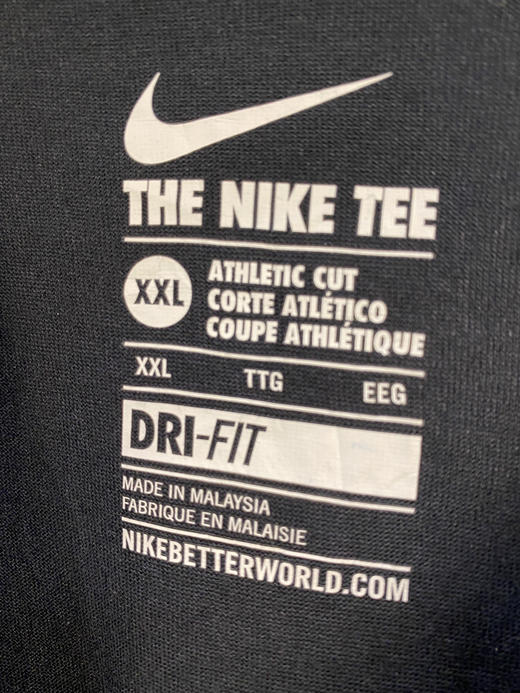 THE NIKE TEE
XXL
ATHLETIC CUT
CORTE ATLÉTICO
COUPE ATHLÉTIQUE
XXL TTG EEG
DRI-FIT
MADE IN MALAYSIA
FABRIQUE EN MALAISIE
NIKEBETTERWORLD.COM